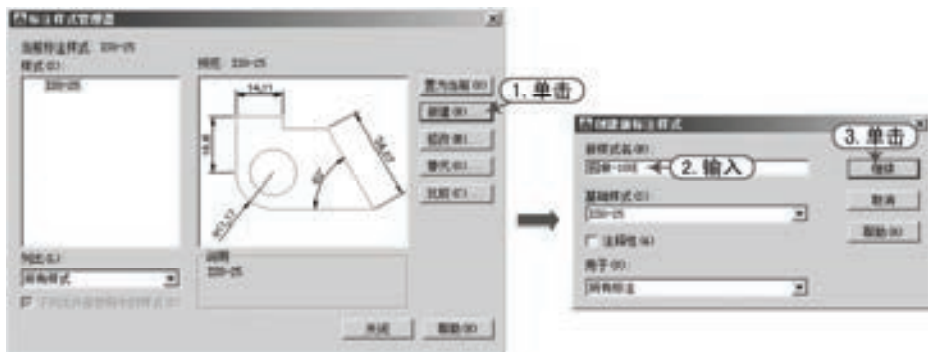 标注样式管理器
当前标注样式: ISO-25
样式(S):
ISO-25
预览: ISO-25
14,11
60°
置为当前(U)
新建(N)
修改(M)
替代(O)
比较(C)
列出(L):
所有样式
说明
ISO-25
关闭
帮助(H)
1. 单击
创建新标注样式
新样式名(N):
2. 输入
3. 单击
继续
基础样式(S):
ISO-25
取消
注释性(A)
帮助(H)
用于(U):
所有标注